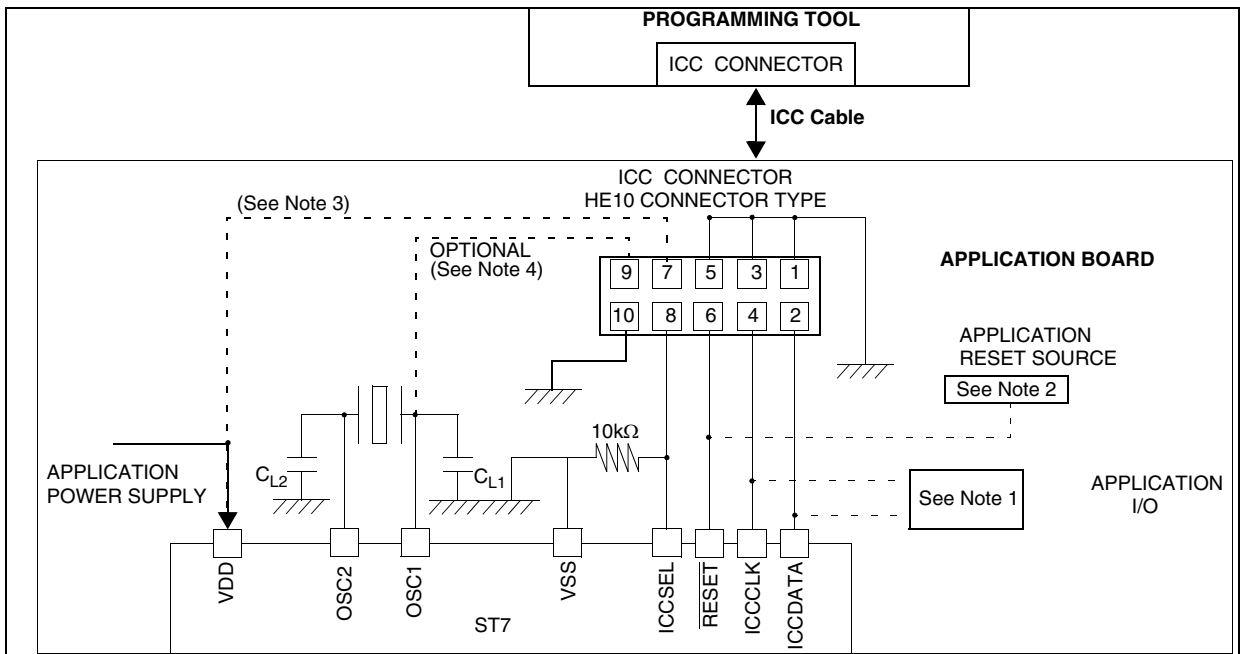 PROGRAMMING TOOL
ICC CONNECTOR
ICC Cable
ICC CONNECTOR
HE10 CONNECTOR TYPE
(See Note 3)
OPTIONAL
(See Note 4)
9 7 5 3 1
10 8 6 4 2
APPLICATION BOARD
APPLICATION
RESET SOURCE
See Note 2
10kΩ
APPLICATION
POWER SUPPLY
CL2
CL1
See Note 1
APPLICATION
I/O
VDD
OSC2
OSC1
VSS
ICCSEL
RESET
ICCCLK
ICCDATA
ST7